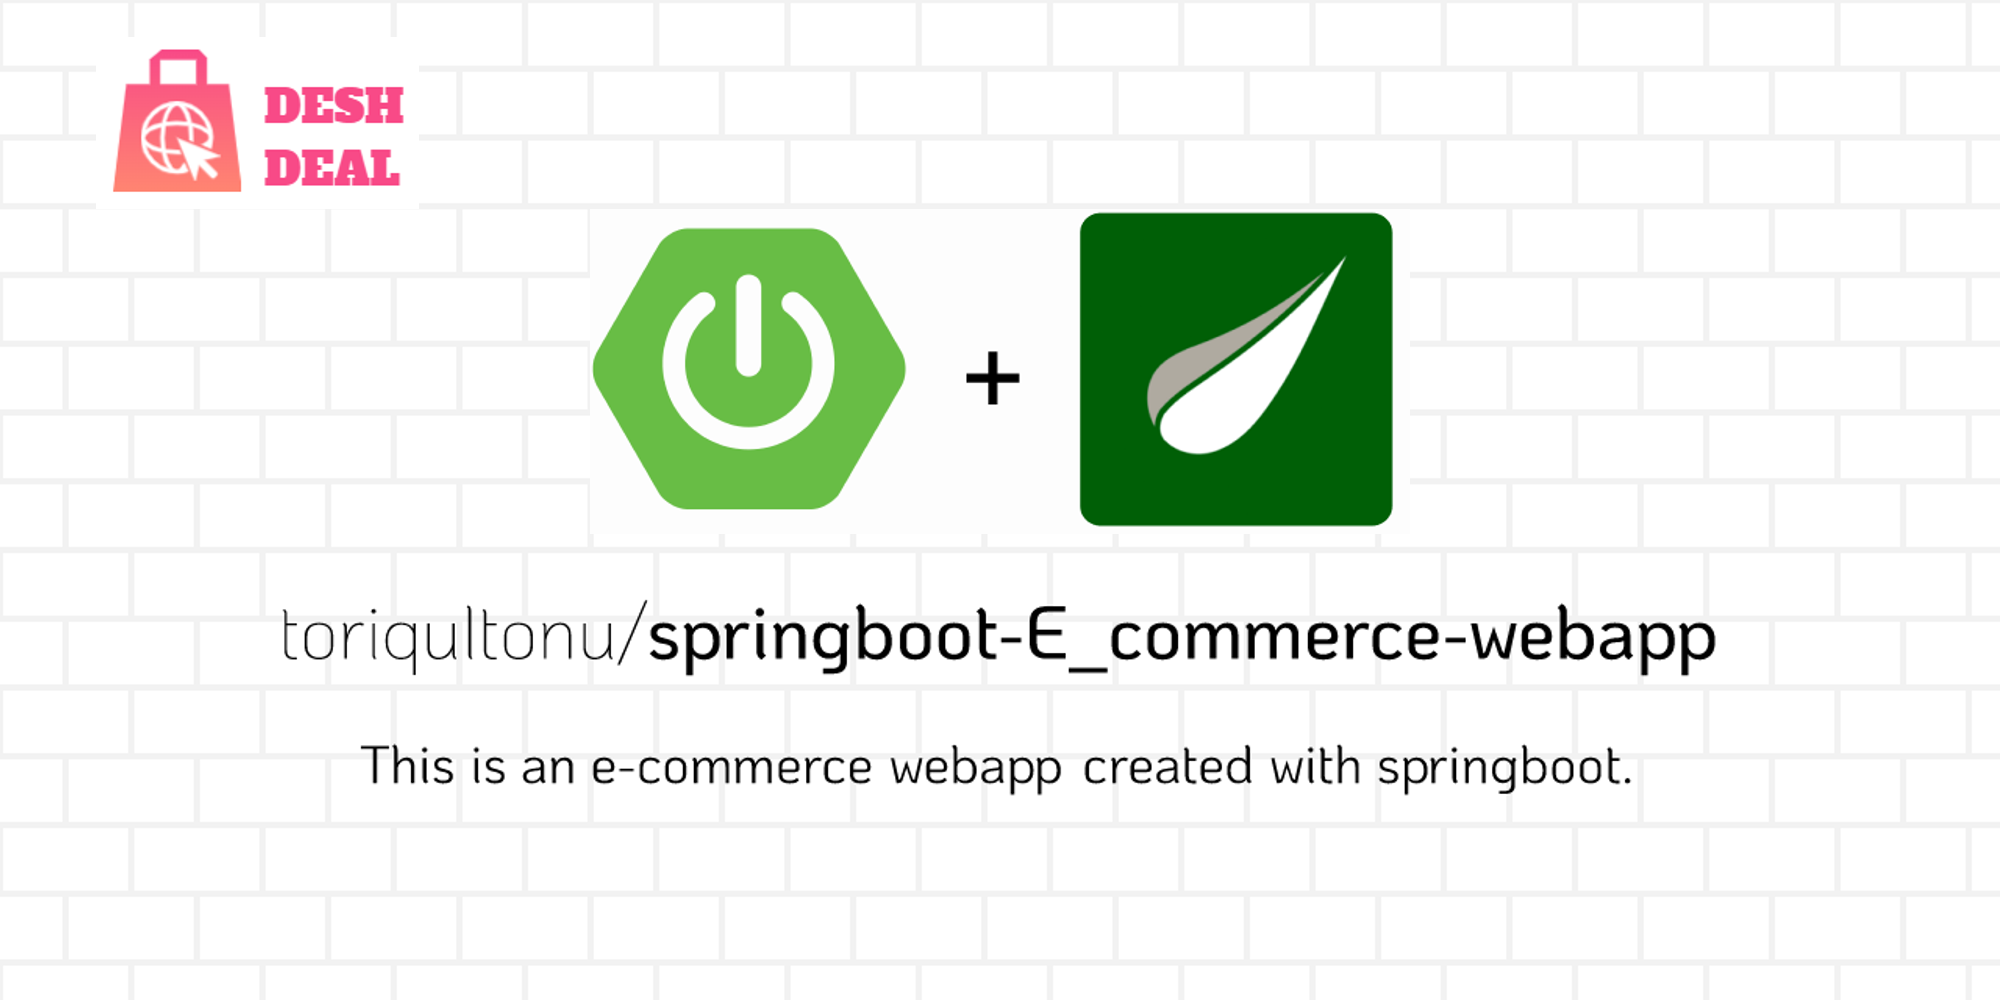 DESH
DEAL
+
toriqultonu/springboot-E_commerce-webapp
This is an e-commerce webapp created with springboot.